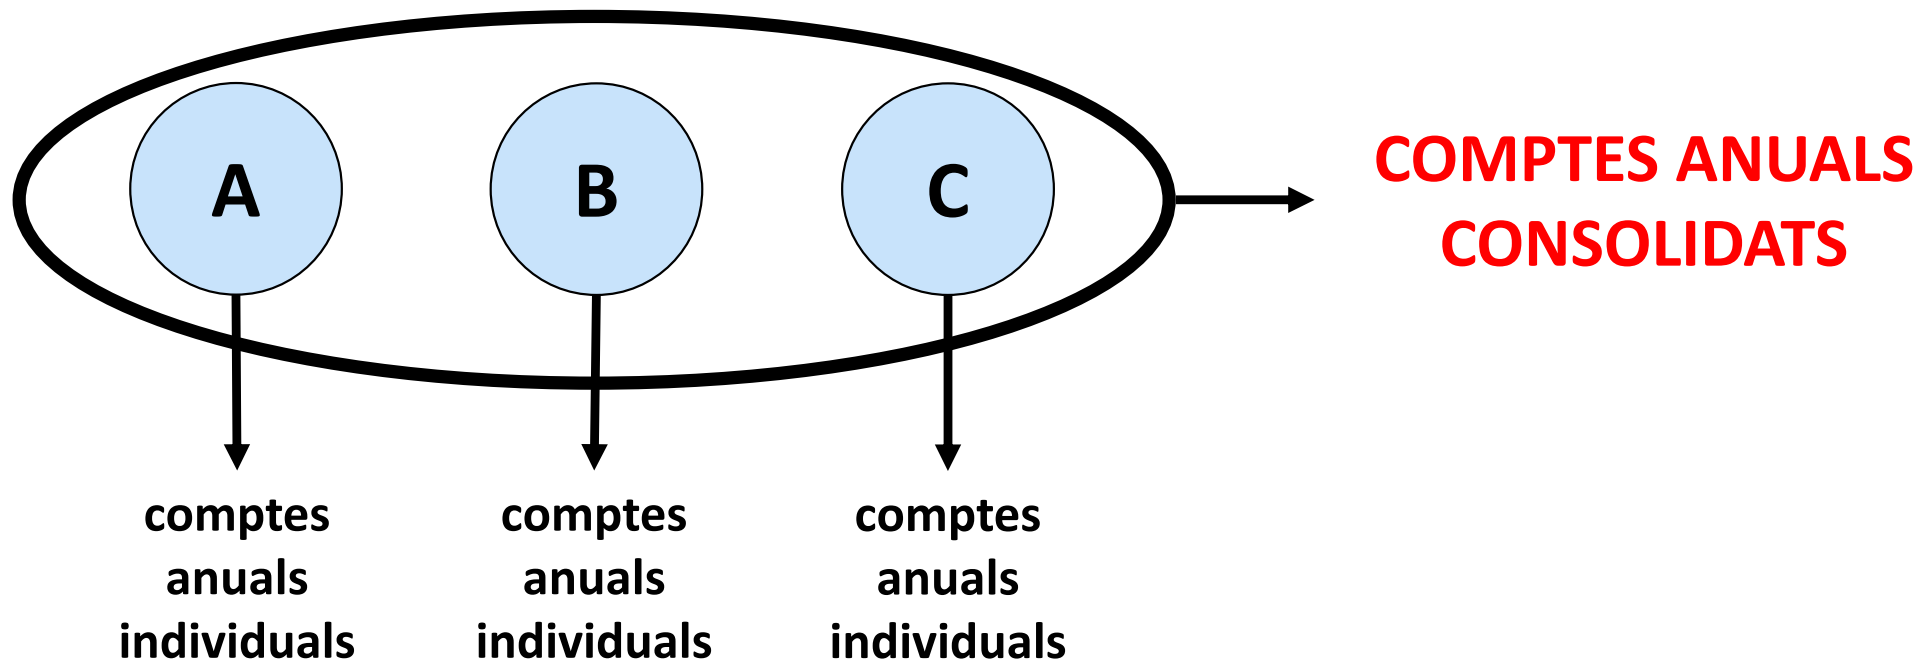 A
B
C
COMPTES ANUALS
CONSOLIDATS
comptes
anuals
individuals
comptes
anuals
individuals
comptes
anuals
individuals